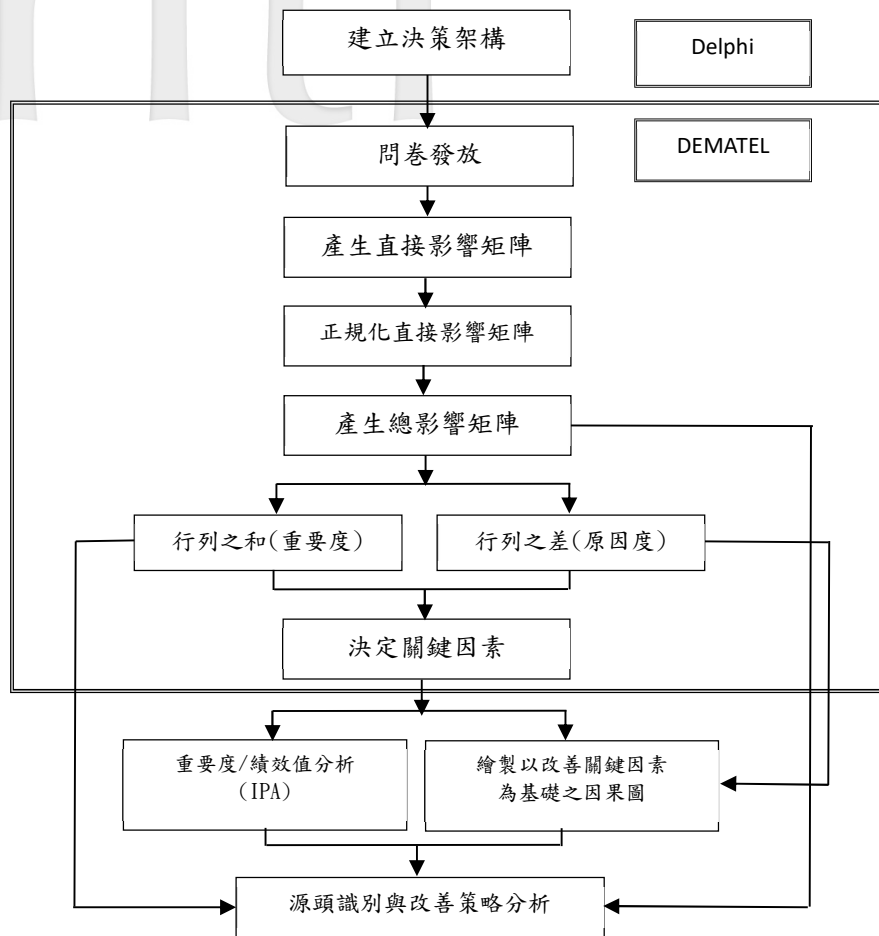 建立決策架構
Delphi
問卷發放
DEMATEL
產生直接影響矩陣
正規化直接影響矩陣
產生總影響矩陣
行列之和(重要度)
行列之差(原因度)
決定關鍵因素
重要度/績效值分析
(IPA)
繪製以改善關鍵因素
為基礎之因果圖
源頭識別與改善策略分析